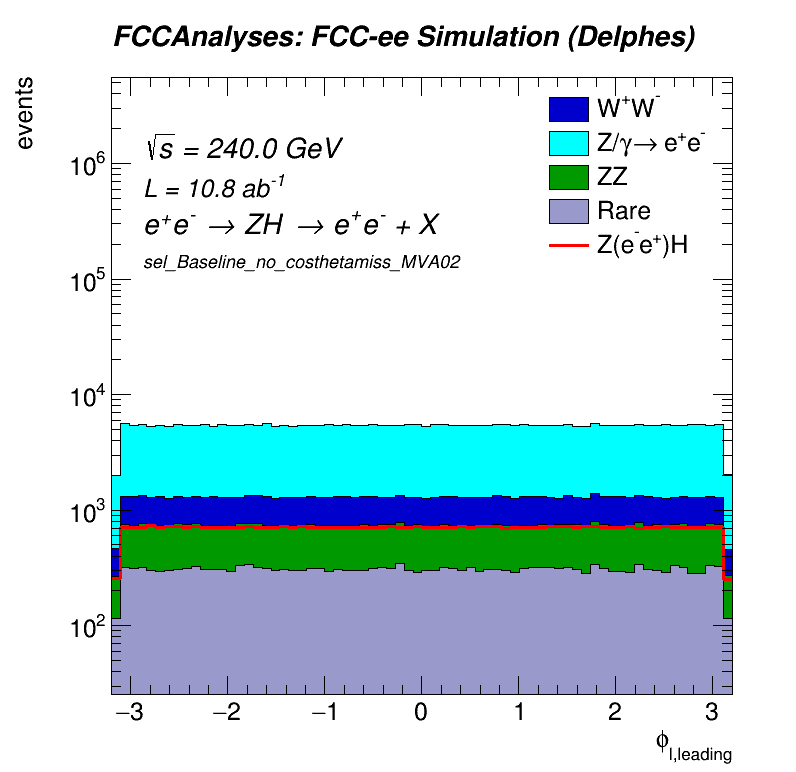 FCCAnalyses: FCC-ee Simulation (Delphes)
events
√s = 240.0 GeV
L = 10.8 ab⁻¹
e⁺e⁻ → ZH → e⁺e⁻ + X
sel_Baseline_no_costhetamiss_MVA02
W⁺W⁻
Z/γ→ e⁺e⁻
ZZ
Rare
Z(e⁻e⁺)H
10⁶
10⁵
10⁴
10³
10²
−3 −2 −1 0 1 2 3
ϕ_l,leading